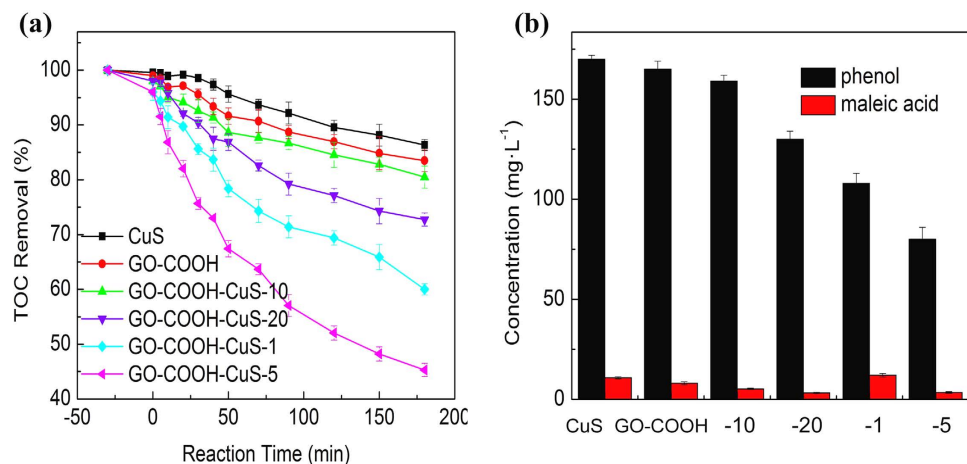 (a)
TOC Removal (%)
100
90
80
70
60
50
40
CuS
GO-COOH
GO-COOH-CuS-10
GO-COOH-CuS-20
GO-COOH-CuS-1
GO-COOH-CuS-5
-50 0 50 100 150 200
Reaction Time (min)
(b)
Concentration (mg·L⁻¹)
150
100
50
0
phenol
maleic acid
CuS GO-COOH -10 -20 -1 -5